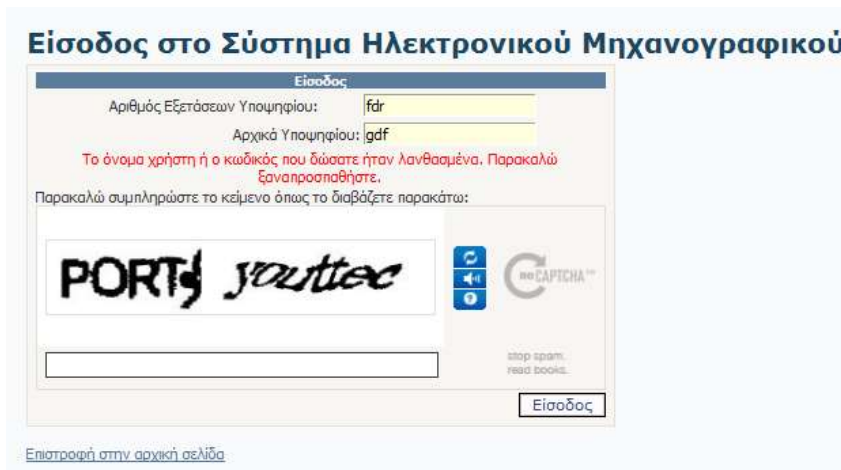 Είσοδος στο Σύστημα Ηλεκτρονικού Μηχανογραφικού
Είσοδος
Αριθμός Εξετάσεων Υποψηφίου: fdr
Αρχικά Υποψηφίου: gdf
Το όνομα χρήστη ή ο κωδικός που δώσατε ήταν λανθασμένα. Παρακαλώ
ξαναπροσπαθήστε.
Παρακαλώ συμπληρώστε το κείμενο όπως το διαβάζετε παρακάτω:
stop spam.
read books.
Είσοδος
Επιστροφή στην αρχική σελίδα